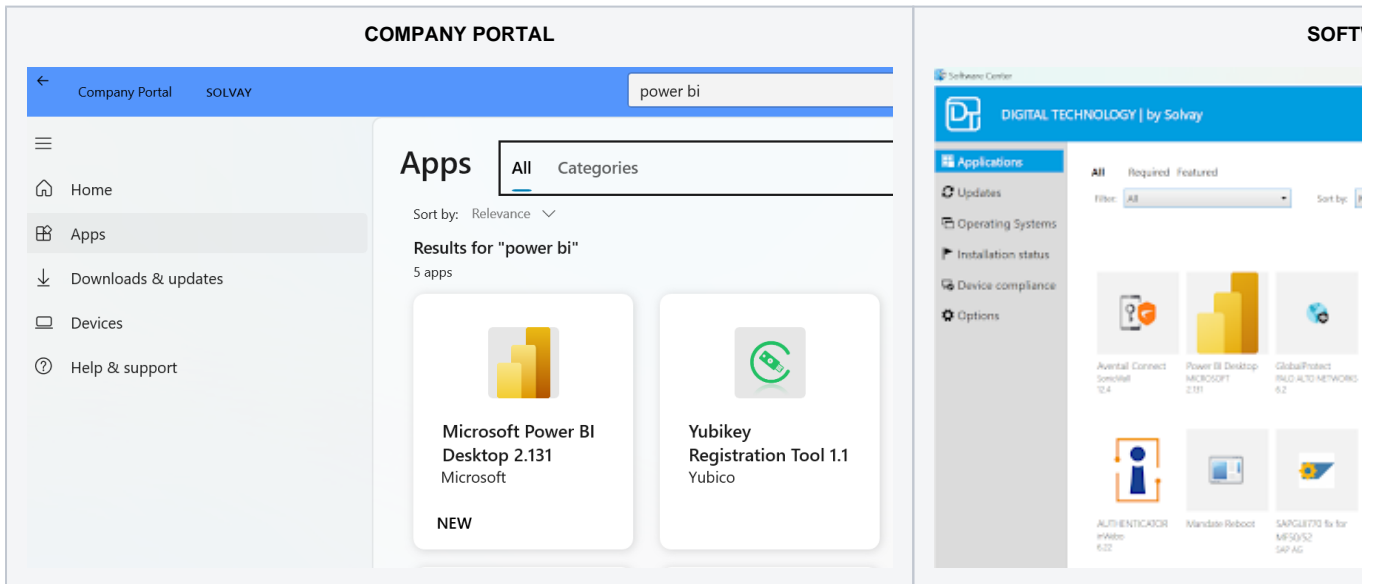 COMPANY PORTAL
Company Portal SOLVAY
power bi
Home
Apps
Downloads & updates
Devices
Help & support
Apps
All Categories
Sort by: Relevance
Results for "power bi"
5 apps
Microsoft Power BI
Desktop 2.131
Microsoft
NEW
Yubikey
Registration Tool 1.1
Yubico
SOFTW
Software Center
DIGITAL TECHNOLOGY | by Solvay
Applications
Updates
Operating Systems
Installation status
Device compliance
Options
All Required Featured
Filter: All Sort by:
Aventail Connect
SonicWall
12.4
Power BI Desktop
MICROSOFT
2.131
GlobalProtect
PALO ALTO NETWORKS
6.2
AUTHENTICATOR
inWebo
6.22
Mandate Reboot
SAPGUI770 fix for
MF50/52
SAP AG